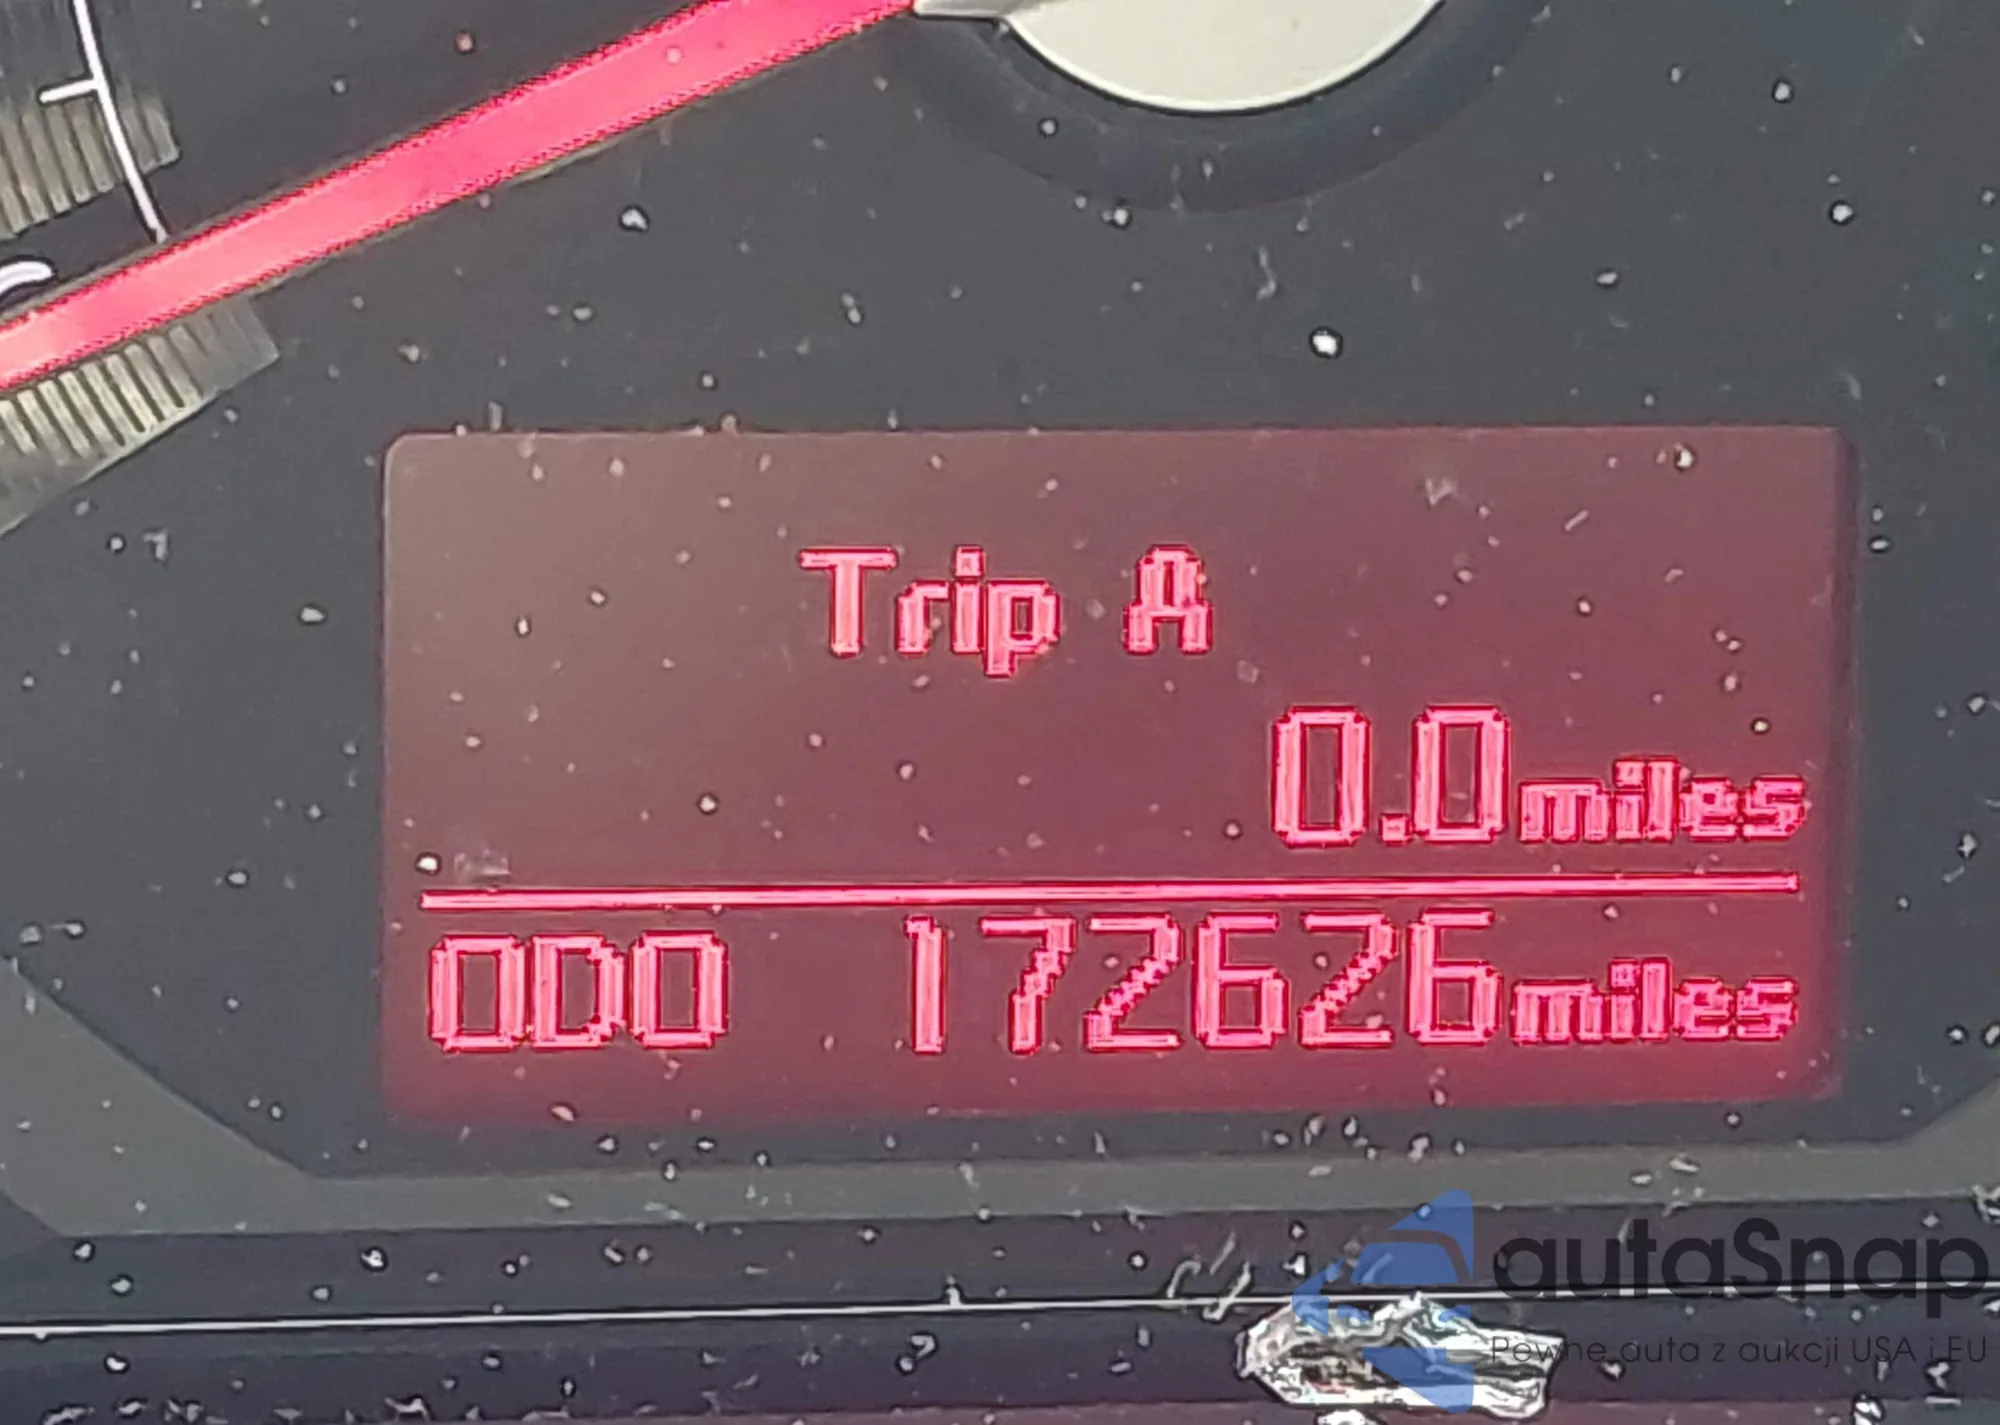 Trip A
0.0miles
ODO 172626miles
autaSnap
Pewne auta z aukcji USA i EU